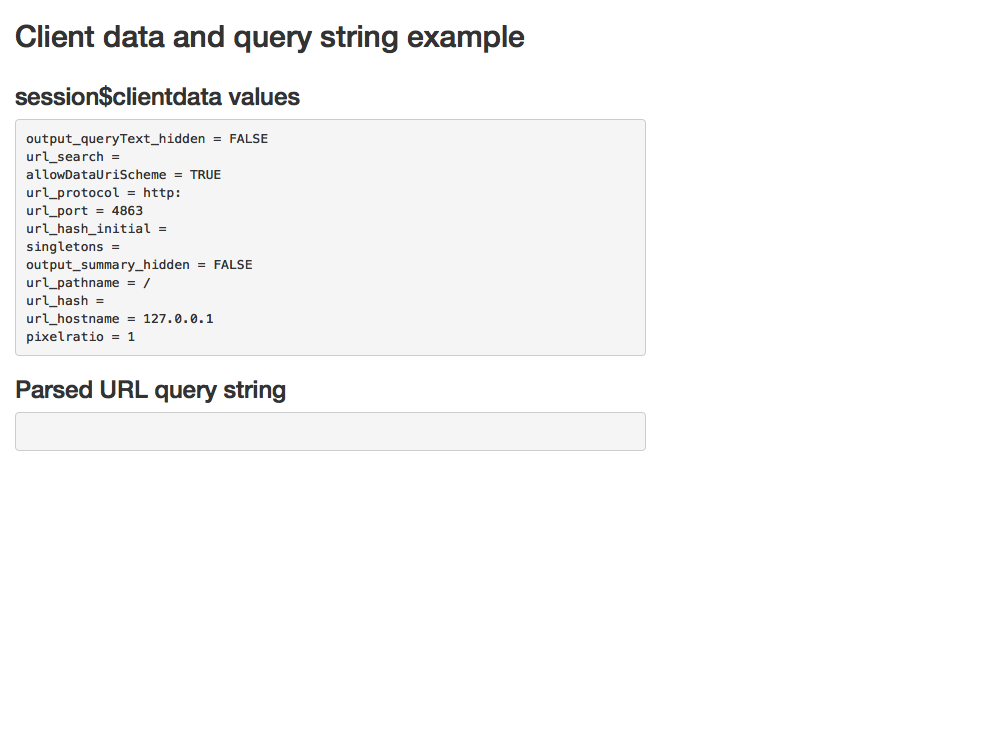 Client data and query string example
session$clientdata values
output_queryText_hidden = FALSE
url_search =
allowDataUriScheme = TRUE
url_protocol = http:
url_port = 4863
url_hash_initial =
singletons =
output_summary_hidden = FALSE
url_pathname = /
url_hash =
url_hostname = 127.0.0.1
pixelratio = 1
Parsed URL query string